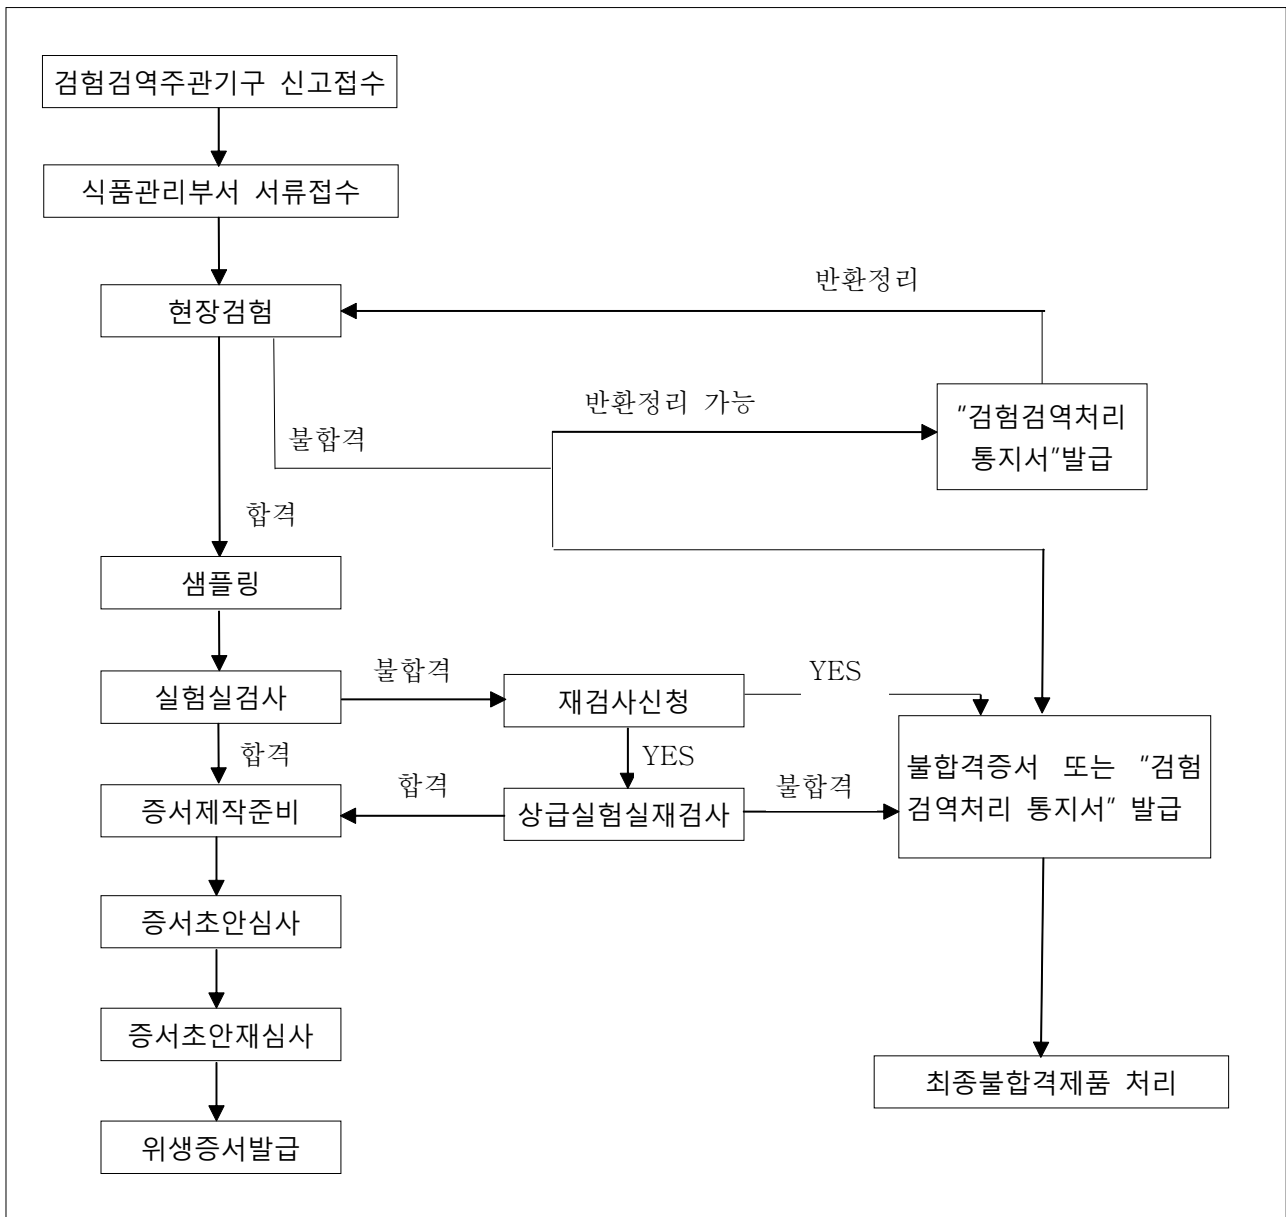 검험검역주관기구 신고접수
식품관리부서 서류접수
반환정리
현장검험
반환정리 가능
"검험검역처리
통지서"발급
불합격
합격
샘플링
불합격
YES
실험실검사
재검사신청
합격
YES
불합격증서 또는 "검험
검역처리 통지서" 발급
합격
불합격
증서제작준비
상급실험실재검사
증서초안심사
증서초안재심사
최종불합격제품 처리
위생증서발급